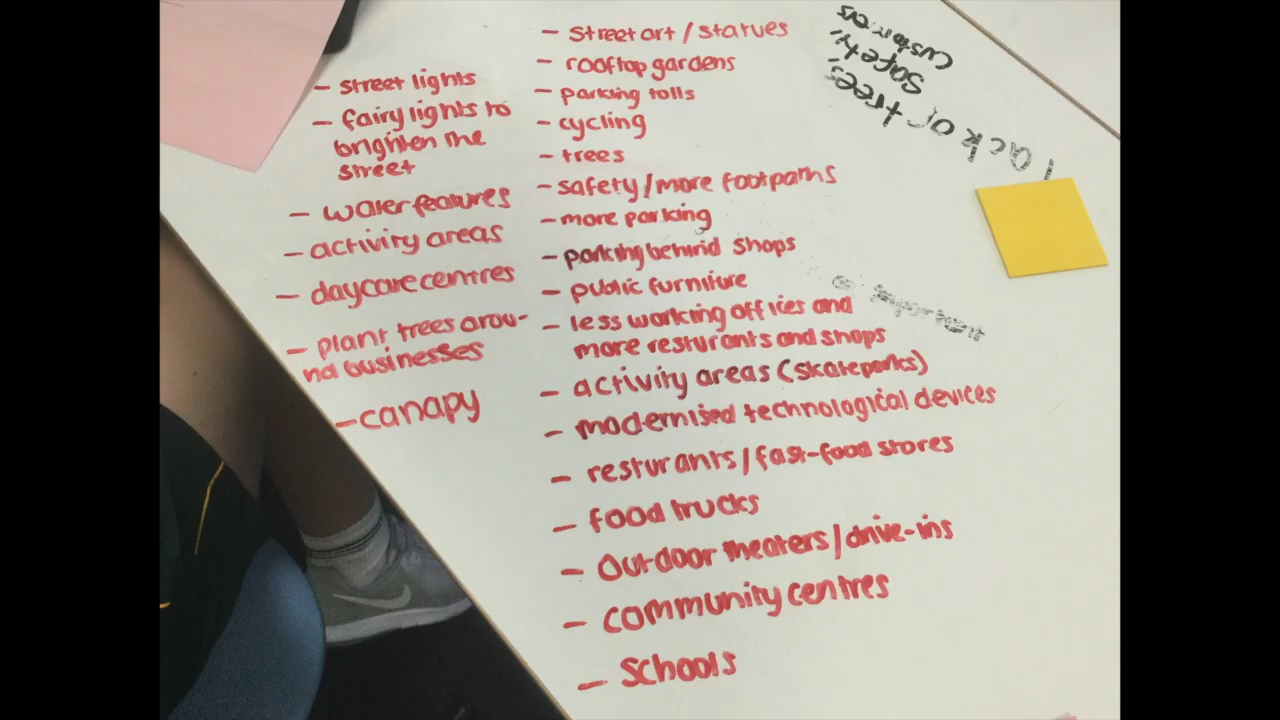 - street lights
- fairy lights to
brighten the
street
- water features
- activity areas
- daycare centres
- plant trees arou-
nd businesses
- canapy
- street art / statues
- rooftop gardens
- parking tolls
- cycling
- trees
- safety / more footpaths
- more parking
- parking behind shops
- public furniture
- less working offices and
more resturants and shops
- activity areas (skateparks)
- modernised technological devices
- resturants / fast-food stores
- food trucks
- outdoor theaters / drive-ins
- community centres
- schools
lack of trees,
safety,
customers
important